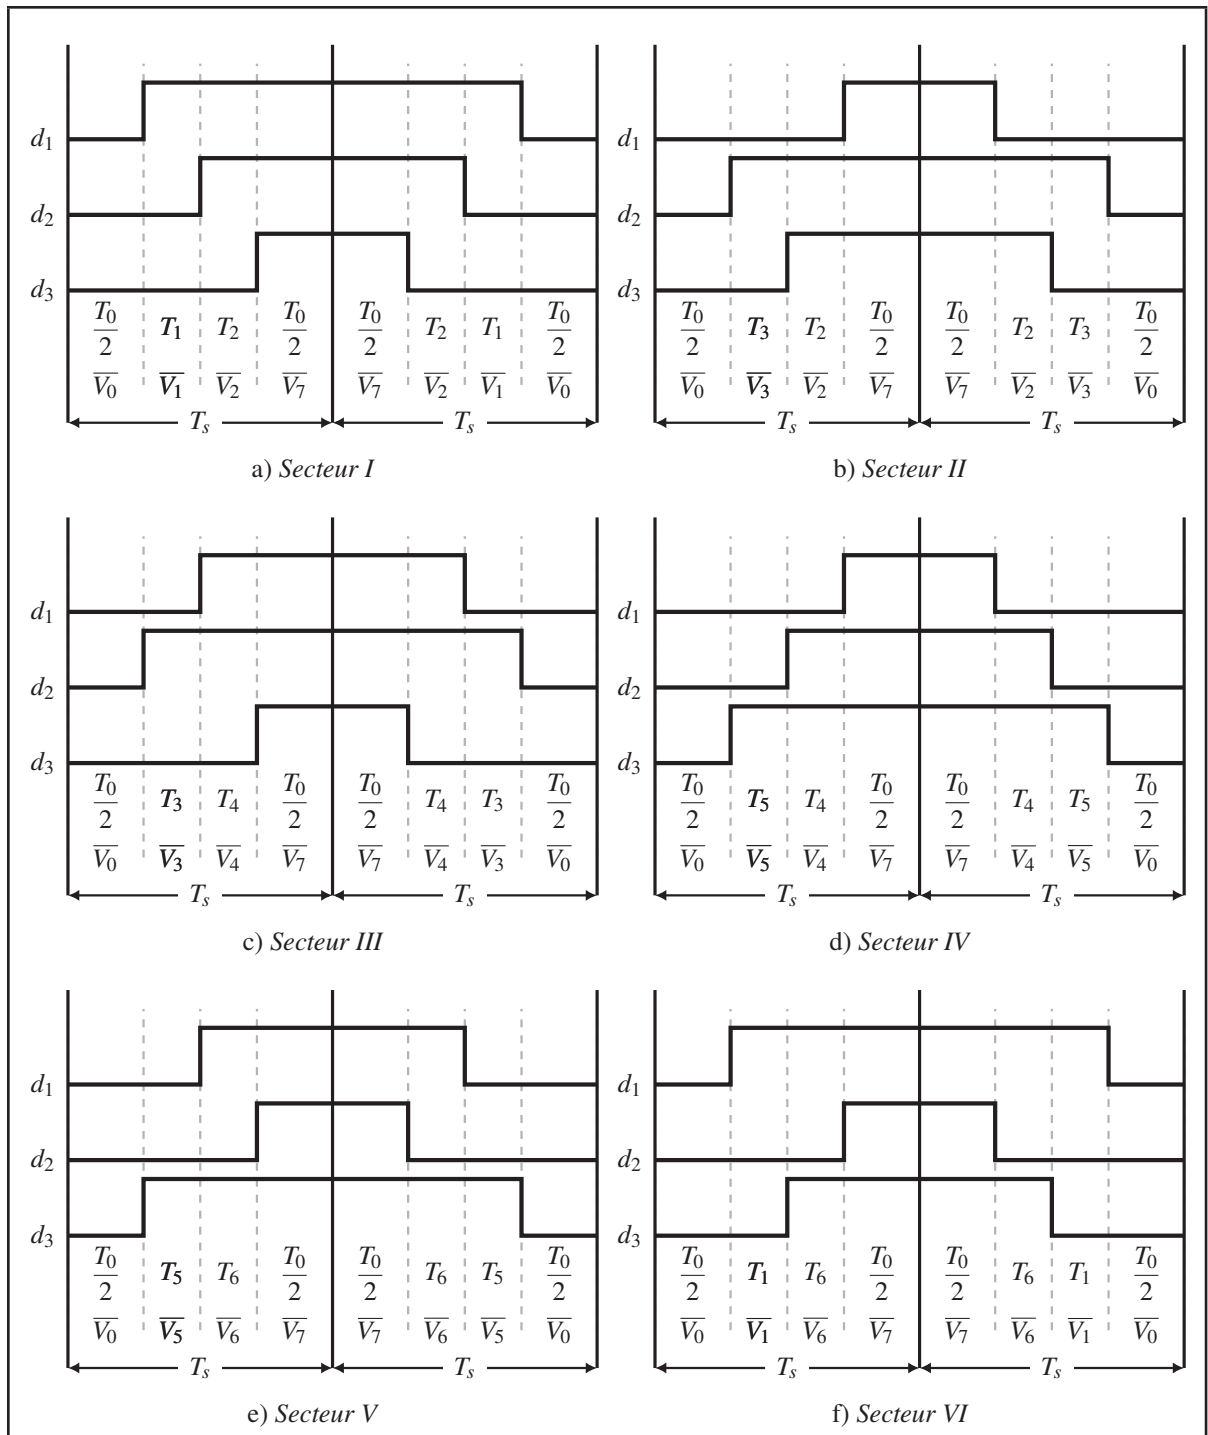 d1
d2
d3
T0/2 T1 T2 T0/2 T0/2 T2 T1 T0/2
V0 V1 V2 V7 V7 V2 V1 V0
Ts Ts
a) Secteur I
d1
d2
d3
T0/2 T3 T2 T0/2 T0/2 T2 T3 T0/2
V0 V3 V2 V7 V7 V2 V3 V0
Ts Ts
b) Secteur II
d1
d2
d3
T0/2 T3 T4 T0/2 T0/2 T4 T3 T0/2
V0 V3 V4 V7 V7 V4 V3 V0
Ts Ts
c) Secteur III
d1
d2
d3
T0/2 T5 T4 T0/2 T0/2 T4 T5 T0/2
V0 V5 V4 V7 V7 V4 V5 V0
Ts Ts
d) Secteur IV
d1
d2
d3
T0/2 T5 T6 T0/2 T0/2 T6 T5 T0/2
V0 V5 V6 V7 V7 V6 V5 V0
Ts Ts
e) Secteur V
d1
d2
d3
T0/2 T1 T6 T0/2 T0/2 T6 T1 T0/2
V0 V1 V6 V7 V7 V6 V1 V0
Ts Ts
f) Secteur VI